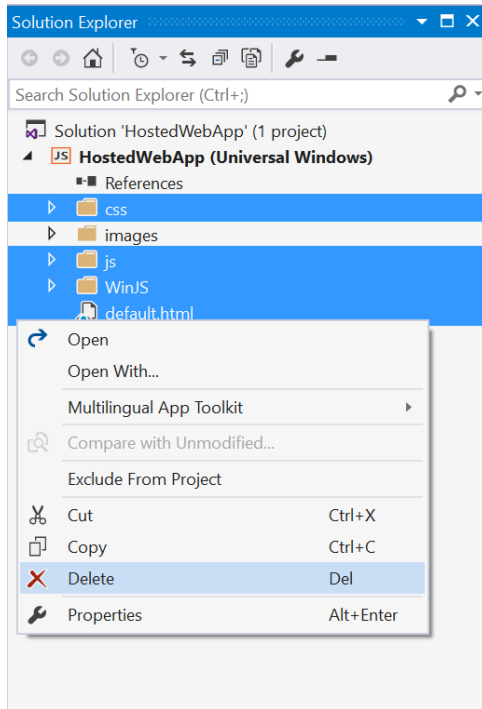 Solution Explorer
Search Solution Explorer (Ctrl+;)
Solution 'HostedWebApp' (1 project)
JS HostedWebApp (Universal Windows)
References
css
images
js
WinJS
default.html
Open
Open With...
Multilingual App Toolkit
Compare with Unmodified...
Exclude From Project
Cut Ctrl+X
Copy Ctrl+C
Delete Del
Properties Alt+Enter